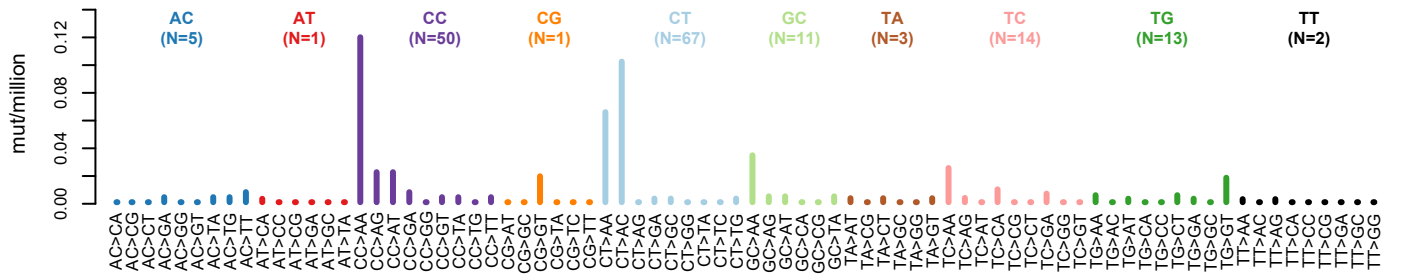 AC AT CC CG CT GC TA TC TG TT
(N=5) (N=1) (N=50) (N=1) (N=67) (N=11) (N=3) (N=14) (N=13) (N=2)
mut/million
0.12
0.08
0.04
0.00
AC>CA
AC>CG
AC>CT
AC>GA
AC>GG
AC>GT
AC>TA
AC>TG
AC>TT
AT>CA
AT>CC
AT>CG
AT>GA
AT>GC
AT>TA
CC>AA
CC>AG
CC>AT
CC>GA
CC>GG
CC>GT
CC>TA
CC>TG
CC>TT
CG>AT
CG>GC
CG>GT
CG>TA
CG>TC
CG>TT
CT>AA
CT>AC
CT>AG
CT>GA
CT>GC
CT>GG
CT>TA
CT>TC
CT>TG
GC>AA
GC>AG
GC>AT
GC>CA
GC>CG
GC>TA
TA>AT
TA>CG
TA>CT
TA>GC
TA>GG
TA>GT
TC>AA
TC>AG
TC>AT
TC>CA
TC>CG
TC>CT
TC>GA
TC>GG
TC>GT
TG>AA
TG>AC
TG>AT
TG>CA
TG>CC
TG>CT
TG>GA
TG>GC
TG>GT
TT>AA
TT>AC
TT>AG
TT>CA
TT>CC
TT>CG
TT>GA
TT>GC
TT>GG